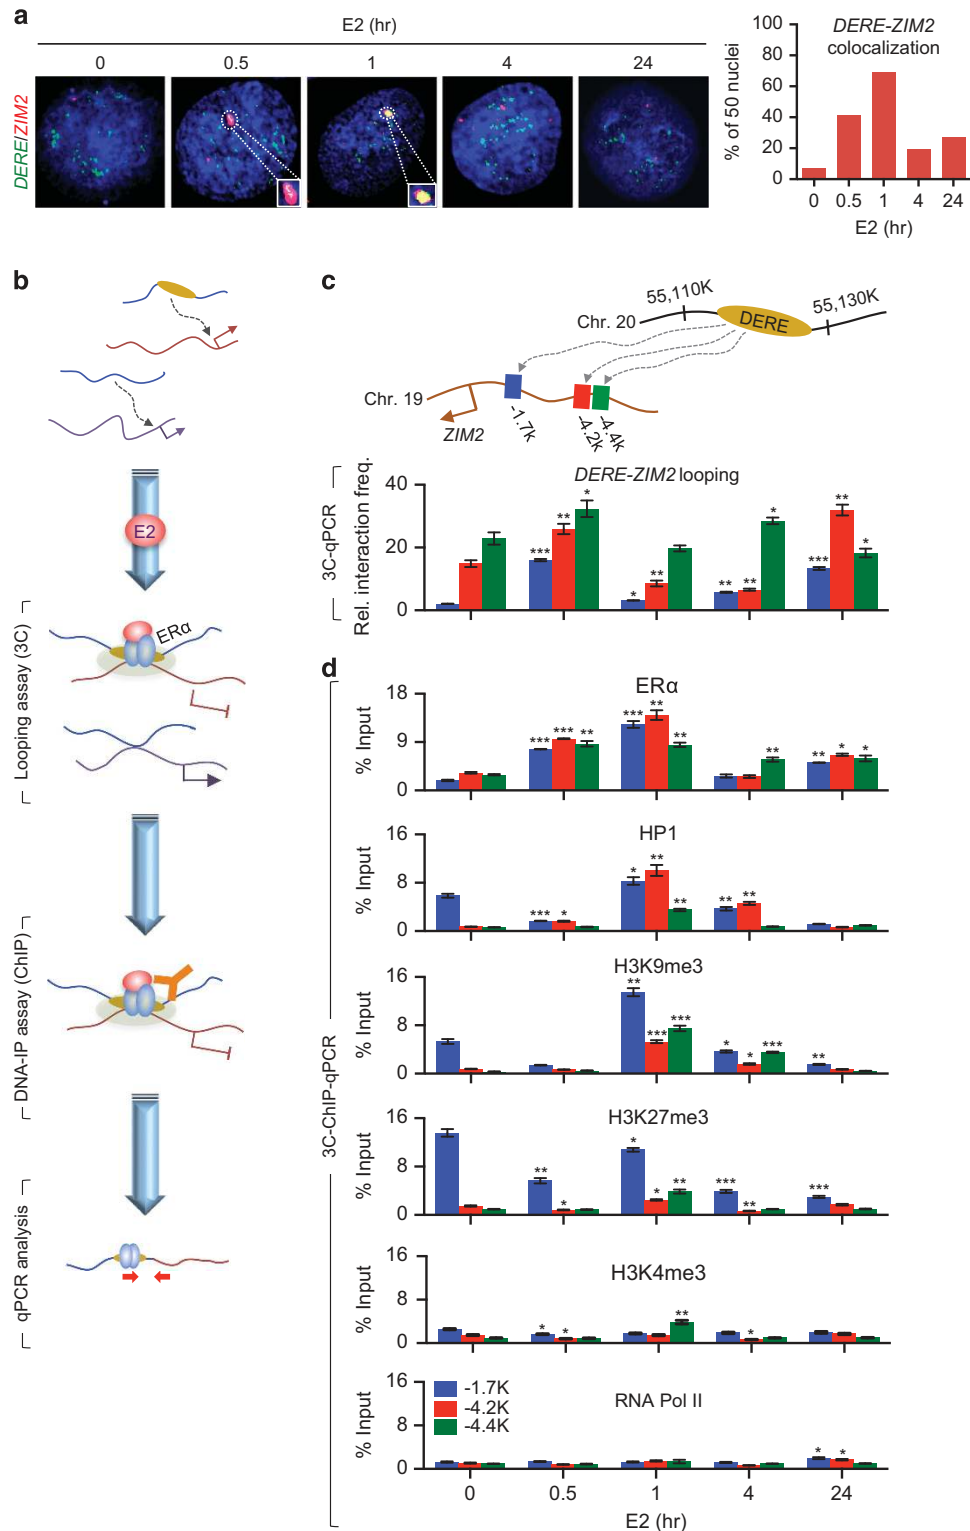 a
E2 (hr)
0 0.5 1 4 24
DERE/ZIM2
DERE-ZIM2
colocalization
% of 50 nuclei
100
80
60
40
20
0
0 0.5 1 4 24
E2 (hr)
b
E2
ERα
Looping assay (3C)
DNA-IP assay (ChIP)
qPCR analysis
c
55,110K
55,130K
Chr. 20
DERE
Chr. 19
ZIM2
-1.7k
-4.2k
-4.4k
DERE-ZIM2 looping
3C-qPCR
Rel. interaction freq.
40
20
0
*** ** *
* **
** ** *
*** ** *
d
3C-ChIP-qPCR
ERα
% Input
18
9
0
*** *** **
*** ** **
**
** * *
HP1
% Input
16
8
0
*** *
* ** **
** **
H3K9me3
% Input
16
8
0
** *** ***
* * ***
**
H3K27me3
% Input
16
8
0
** *
* * **
*** **
***
H3K4me3
% Input
16
8
0
* *
**
*
RNA Pol II
% Input
16
8
0
-1.7K
-4.2K
-4.4K
* *
0 0.5 1 4 24
E2 (hr)